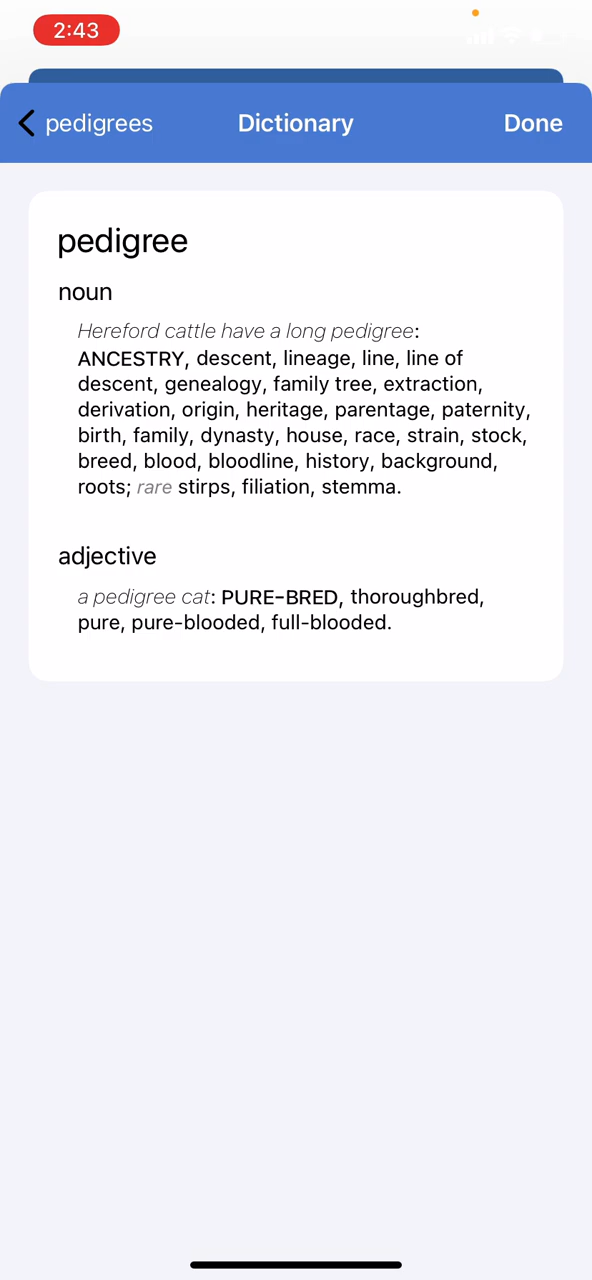 2:43
pedigrees Dictionary Done
pedigree
noun
Hereford cattle have a long pedigree:
ANCESTRY, descent, lineage, line, line of
descent, genealogy, family tree, extraction,
derivation, origin, heritage, parentage, paternity,
birth, family, dynasty, house, race, strain, stock,
breed, blood, bloodline, history, background,
roots; rare stirps, filiation, stemma.
adjective
a pedigree cat: PURE-BRED, thoroughbred,
pure, pure-blooded, full-blooded.